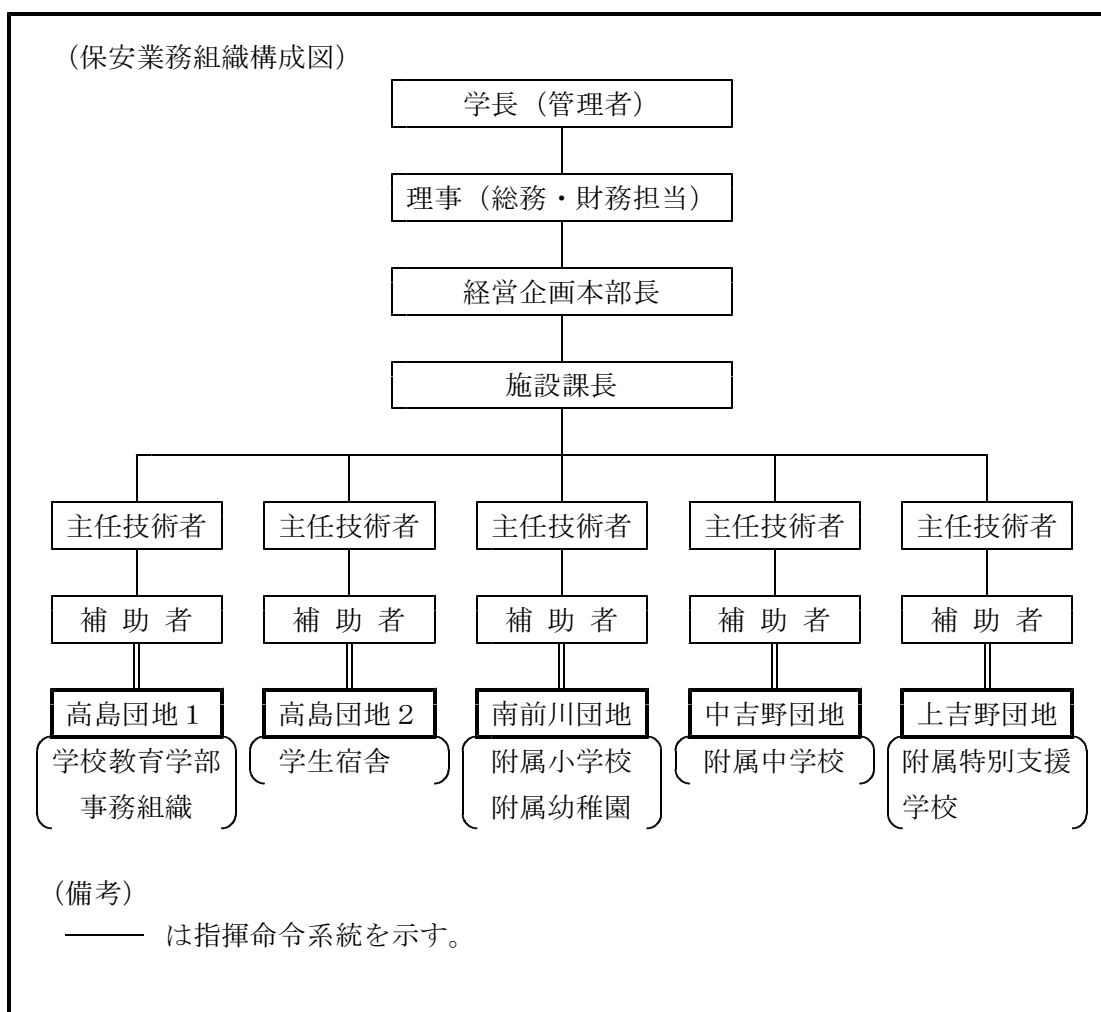 (保安業務組織構成図)
学長（管理者）
理事（総務・財務担当）
経営企画本部長
施設課長
主任技術者 主任技術者 主任技術者 主任技術者 主任技術者
補 助 者 補 助 者 補 助 者 補 助 者 補 助 者
高島団地１ 高島団地２ 南前川団地 中吉野団地 上吉野団地
学校教育学部 学生宿舎 附属小学校 附属中学校 附属特別支援
事務組織 附属幼稚園 学校
(備考)
は指揮命令系統を示す。